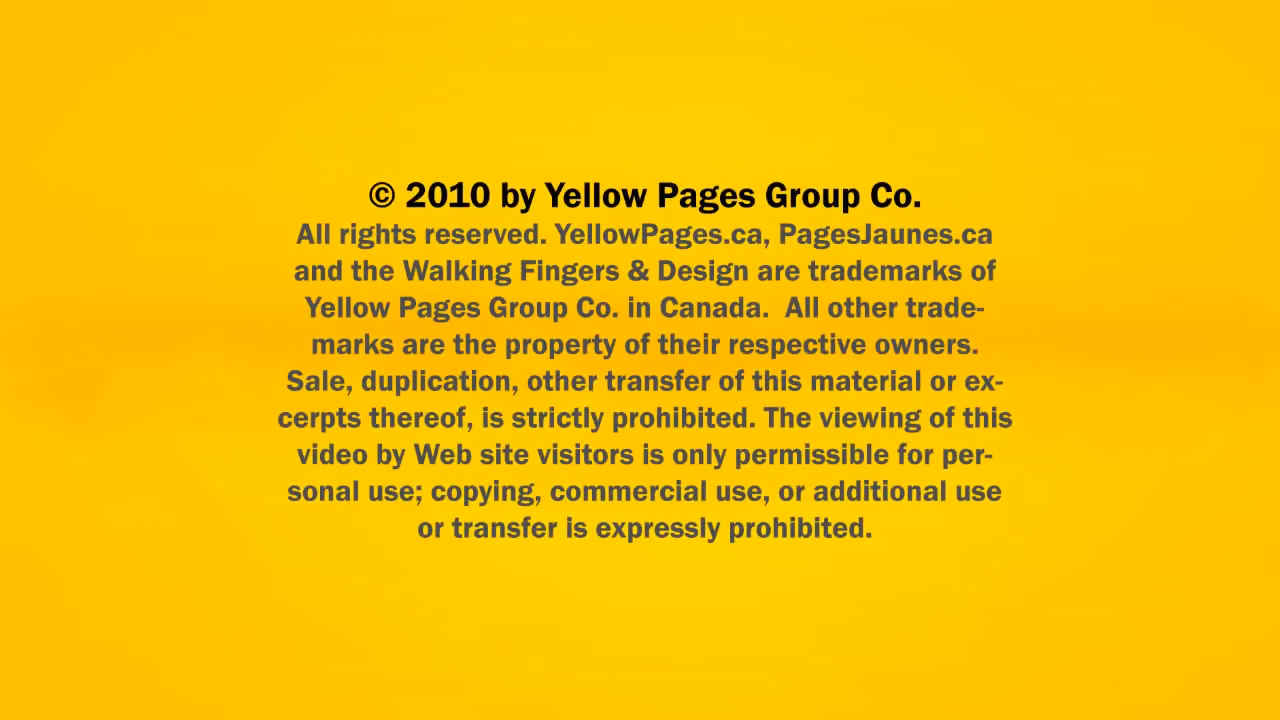 © 2010 by Yellow Pages Group Co.
All rights reserved. YellowPages.ca, PagesJaunes.ca
and the Walking Fingers & Design are trademarks of
Yellow Pages Group Co. in Canada.  All other trade-
marks are the property of their respective owners.
Sale, duplication, other transfer of this material or ex-
cerpts thereof, is strictly prohibited. The viewing of this
video by Web site visitors is only permissible for per-
sonal use; copying, commercial use, or additional use
or transfer is expressly prohibited.